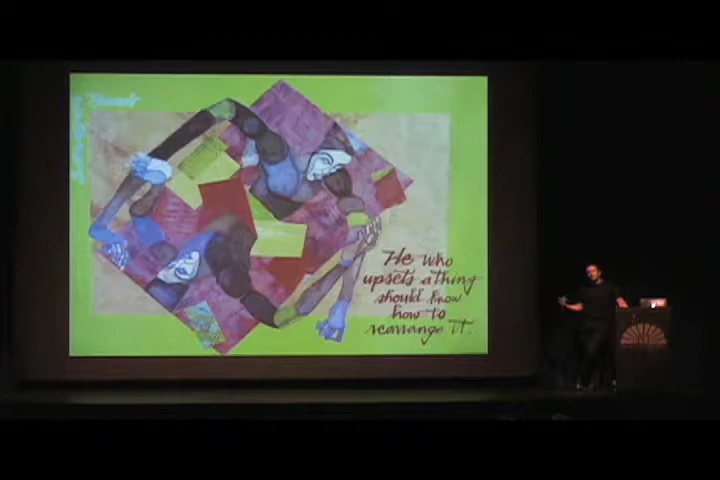 He who
upsets a thing
should know
how to
rearrange it.